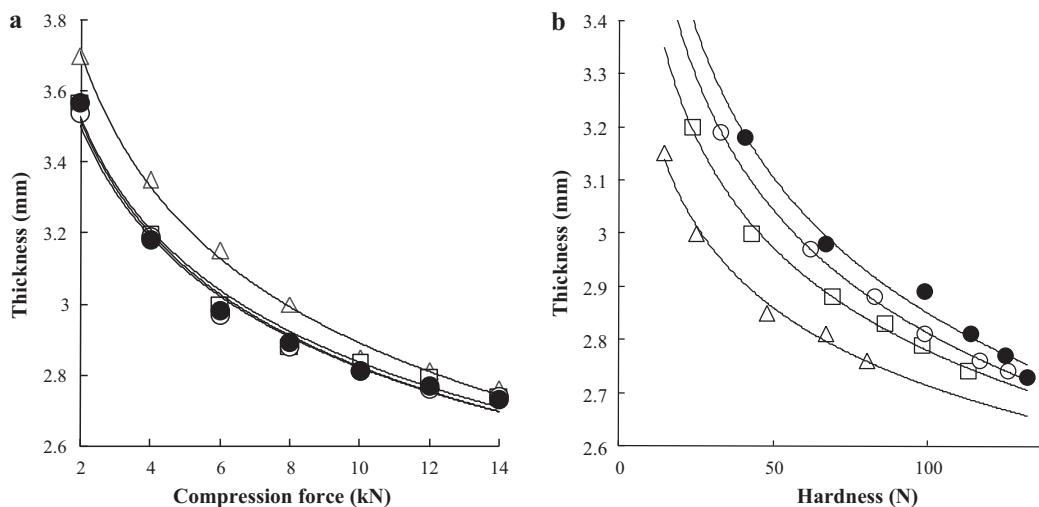 a
3.8
3.6
3.4
3.2
3
2.8
2.6
Thickness (mm)
2 4 6 8 10 12 14
Compression force (kN)
b
3.4
3.3
3.2
3.1
3
2.9
2.8
2.7
2.6
Thickness (mm)
0 50 100
Hardness (N)